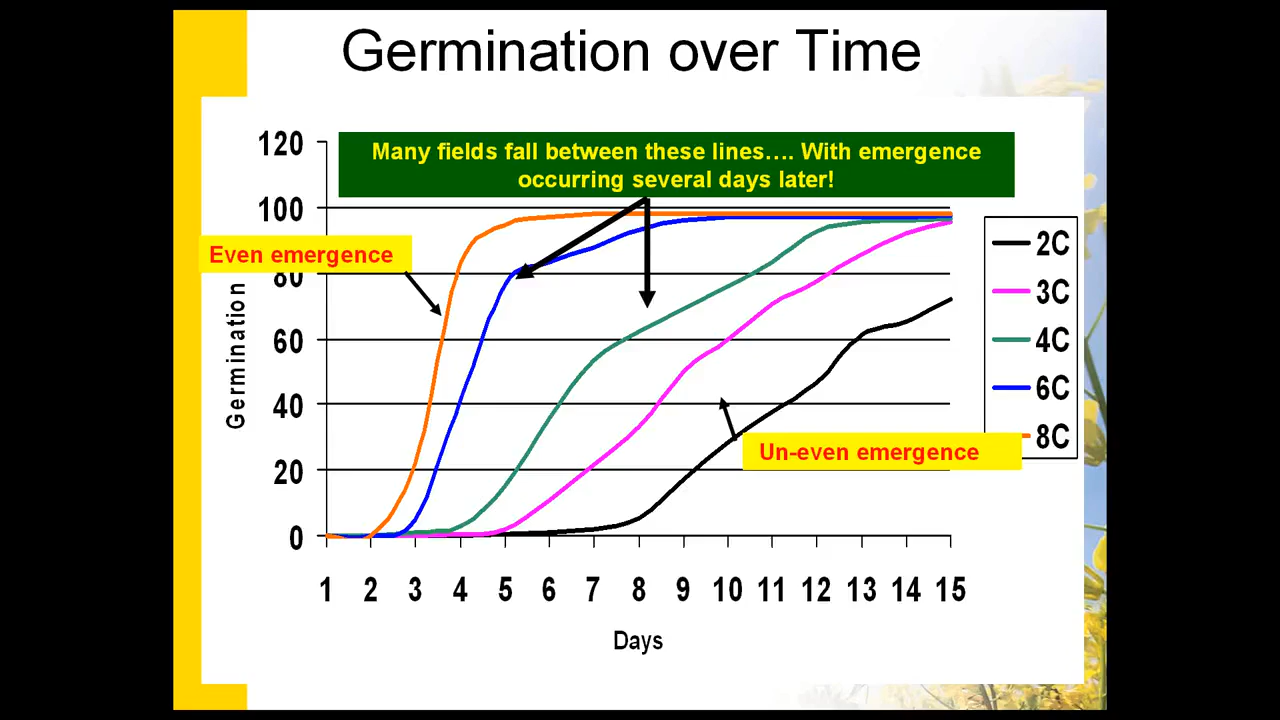 Germination over Time
120
Many fields fall between these lines…. With emergence
occurring several days later!
100
Even emergence
80
60
40
20
0
Germination
2C
3C
4C
6C
8C
Un-even emergence
1 2 3 4 5 6 7 8 9 10 11 12 13 14 15
Days